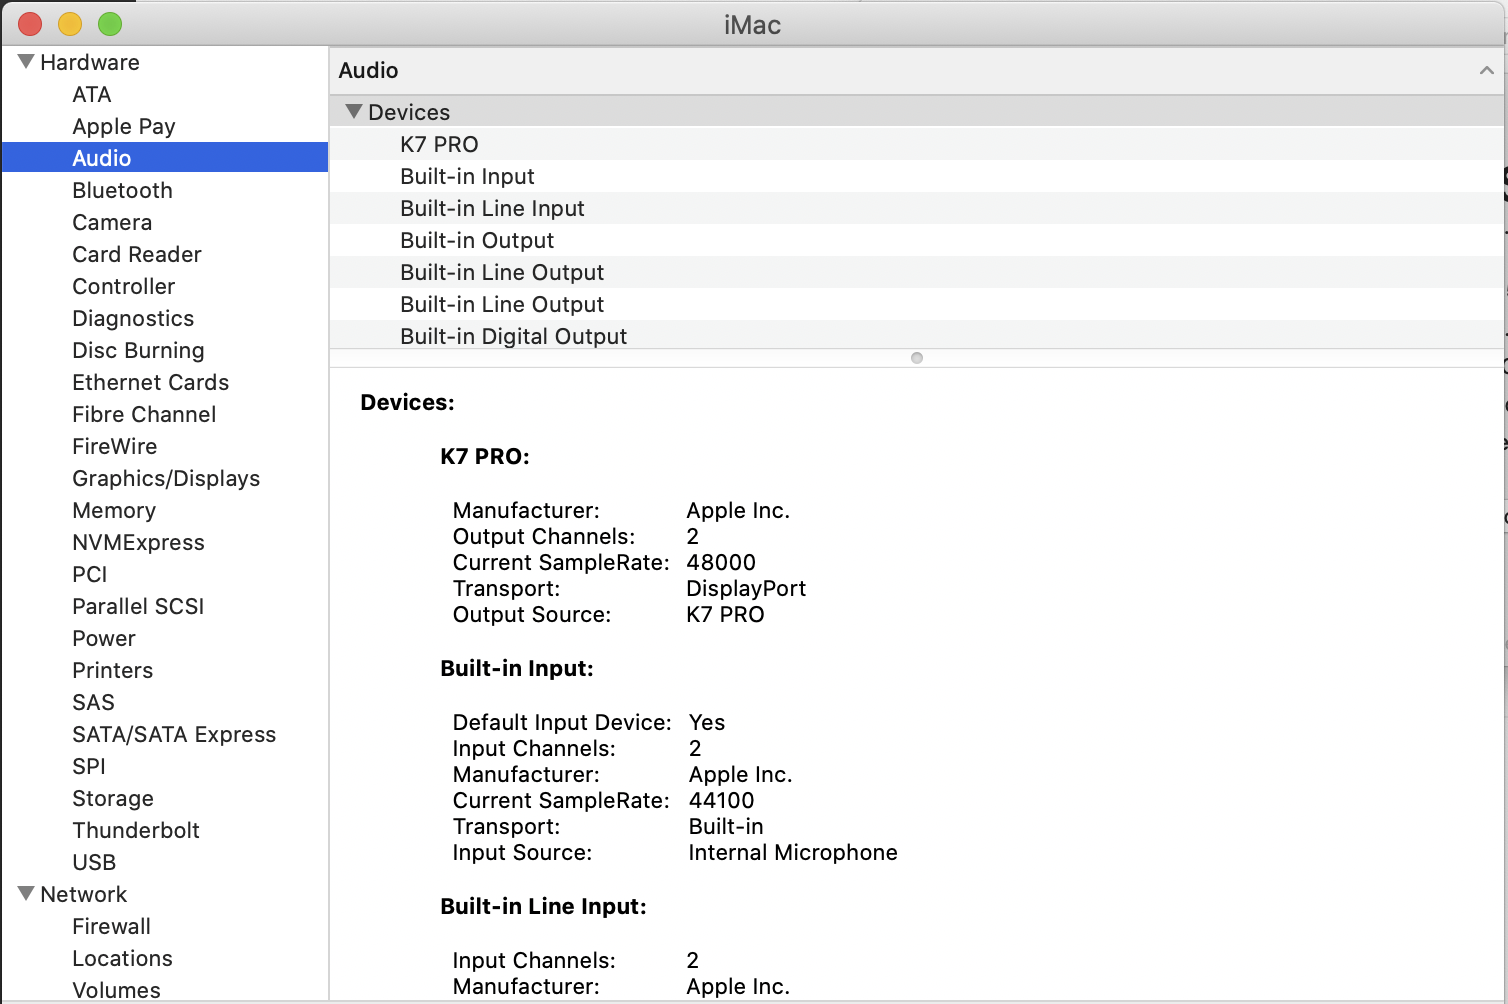 iMac
Hardware
ATA
Apple Pay
Audio
Bluetooth
Camera
Card Reader
Controller
Diagnostics
Disc Burning
Ethernet Cards
Fibre Channel
FireWire
Graphics/Displays
Memory
NVMExpress
PCI
Parallel SCSI
Power
Printers
SAS
SATA/SATA Express
SPI
Storage
Thunderbolt
USB
Network
Firewall
Locations
Volumes
Audio
Devices
K7 PRO
Built-in Input
Built-in Line Input
Built-in Output
Built-in Line Output
Built-in Line Output
Built-in Digital Output
Devices:
K7 PRO:
Manufacturer: Apple Inc.
Output Channels: 2
Current SampleRate: 48000
Transport: DisplayPort
Output Source: K7 PRO
Built-in Input:
Default Input Device: Yes
Input Channels: 2
Manufacturer: Apple Inc.
Current SampleRate: 44100
Transport: Built-in
Input Source: Internal Microphone
Built-in Line Input:
Input Channels: 2
Manufacturer: Apple Inc.